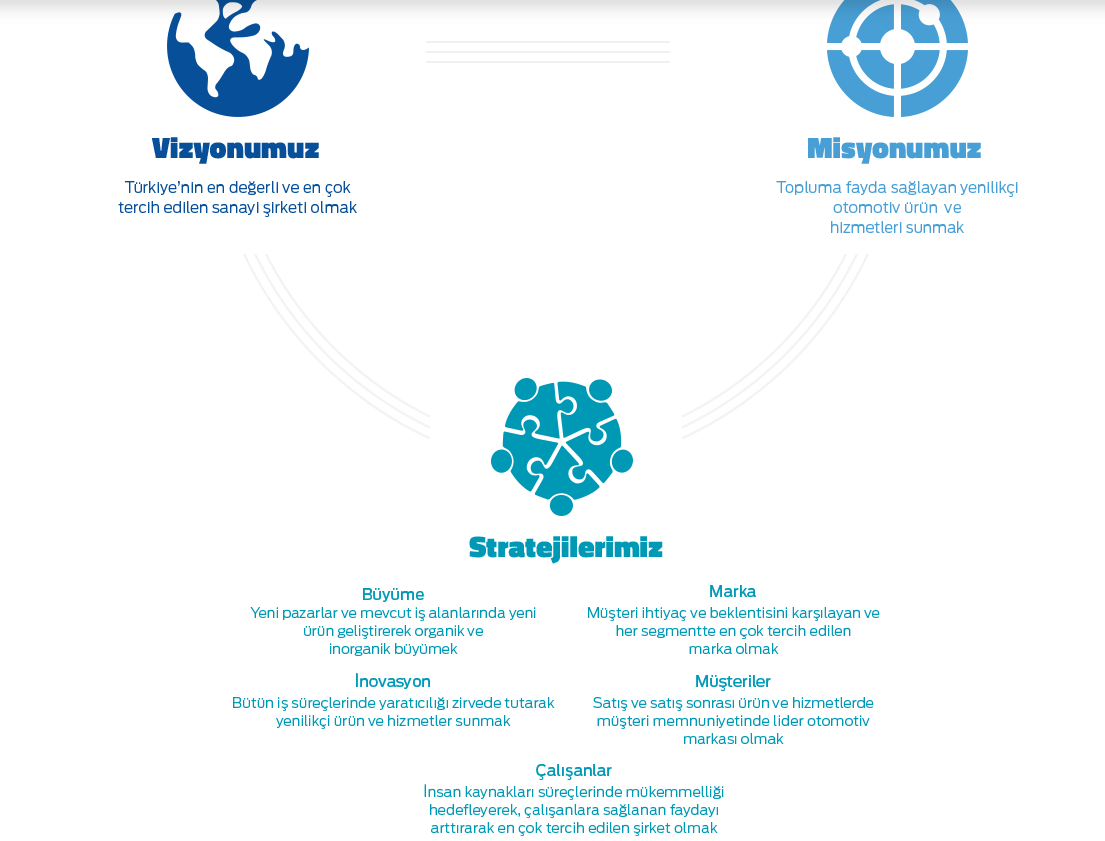 Vizyonumuz
Türkiye'nin en değerli ve en çok
tercih edilen sanayi şirketi olmak
Misyonumuz
Topluma fayda sağlayan yenilikçi
otomotiv ürün ve
hizmetleri sunmak
Stratejilerimiz
Büyüme
Yeni pazarlar ve mevcut iş alanlarında yeni
ürün geliştirerek organik ve
inorganik büyümek
Marka
Müşteri ihtiyaç ve beklentisini karşılayan ve
her segmentte en çok tercih edilen
marka olmak
İnovasyon
Bütün iş süreçlerinde yaratıcılığı zirvede tutarak
yenilikçi ürün ve hizmetler sunmak
Müşteriler
Satış ve satış sonrası ürün ve hizmetlerde
müşteri memnuniyetinde lider otomotiv
markası olmak
Çalışanlar
İnsan kaynakları süreçlerinde mükemmelliği
hedefleyerek, çalışanlara sağlanan faydayı
arttırarak en çok tercih edilen şirket olmak